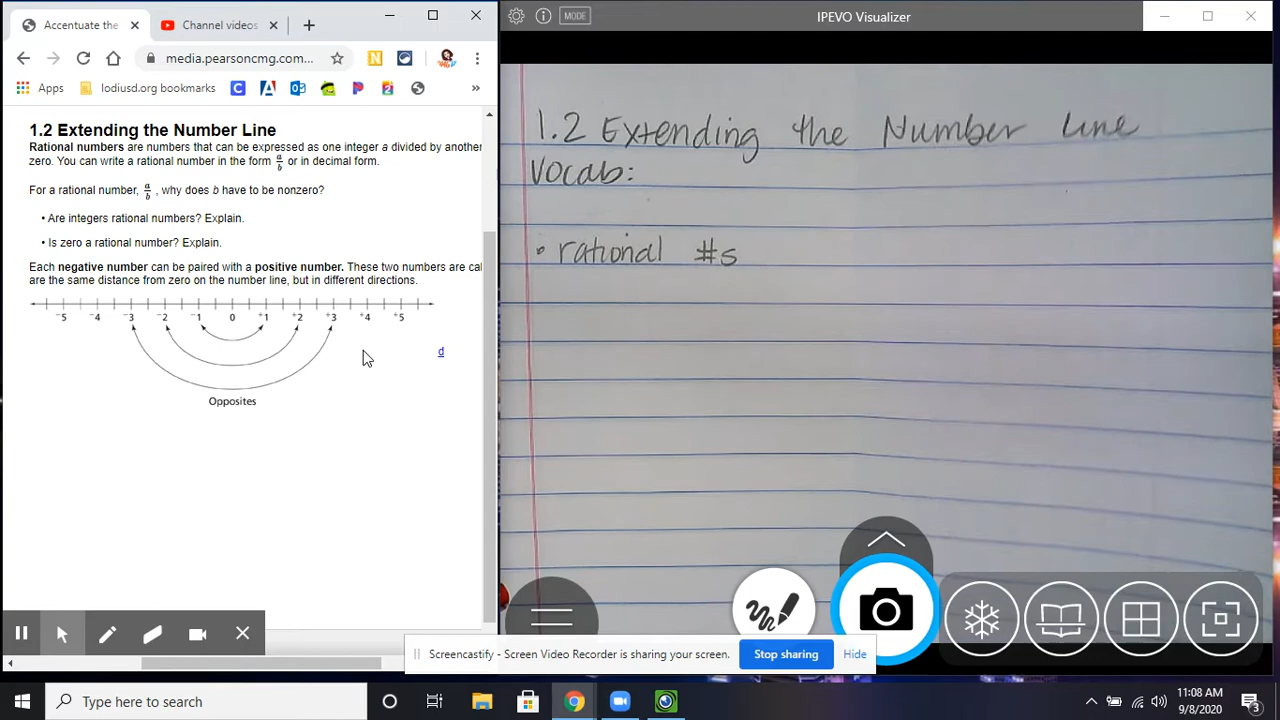 Accentuate the
Channel videos
media.pearsoncmg.com...
Apps
lodiusd.org bookmarks
1.2 Extending the Number Line
Rational numbers are numbers that can be expressed as one integer a divided by another
zero. You can write a rational number in the form a/b or in decimal form.
For a rational number, a/b , why does b have to be nonzero?
• Are integers rational numbers? Explain.
• Is zero a rational number? Explain.
Each negative number can be paired with a positive number. These two numbers are cal
are the same distance from zero on the number line, but in different directions.
⁻5 ⁻4 ⁻3 ⁻2 ⁻1 0 ⁺1 ⁺2 ⁺3 ⁺4 ⁺5
d
Opposites
MODE
IPEVO Visualizer
1.2 Extending the Number Line
Vocab:
• rational #s
Screencastify - Screen Video Recorder is sharing your screen.
Stop sharing
Hide
Type here to search
11:08 AM
9/8/2020
3